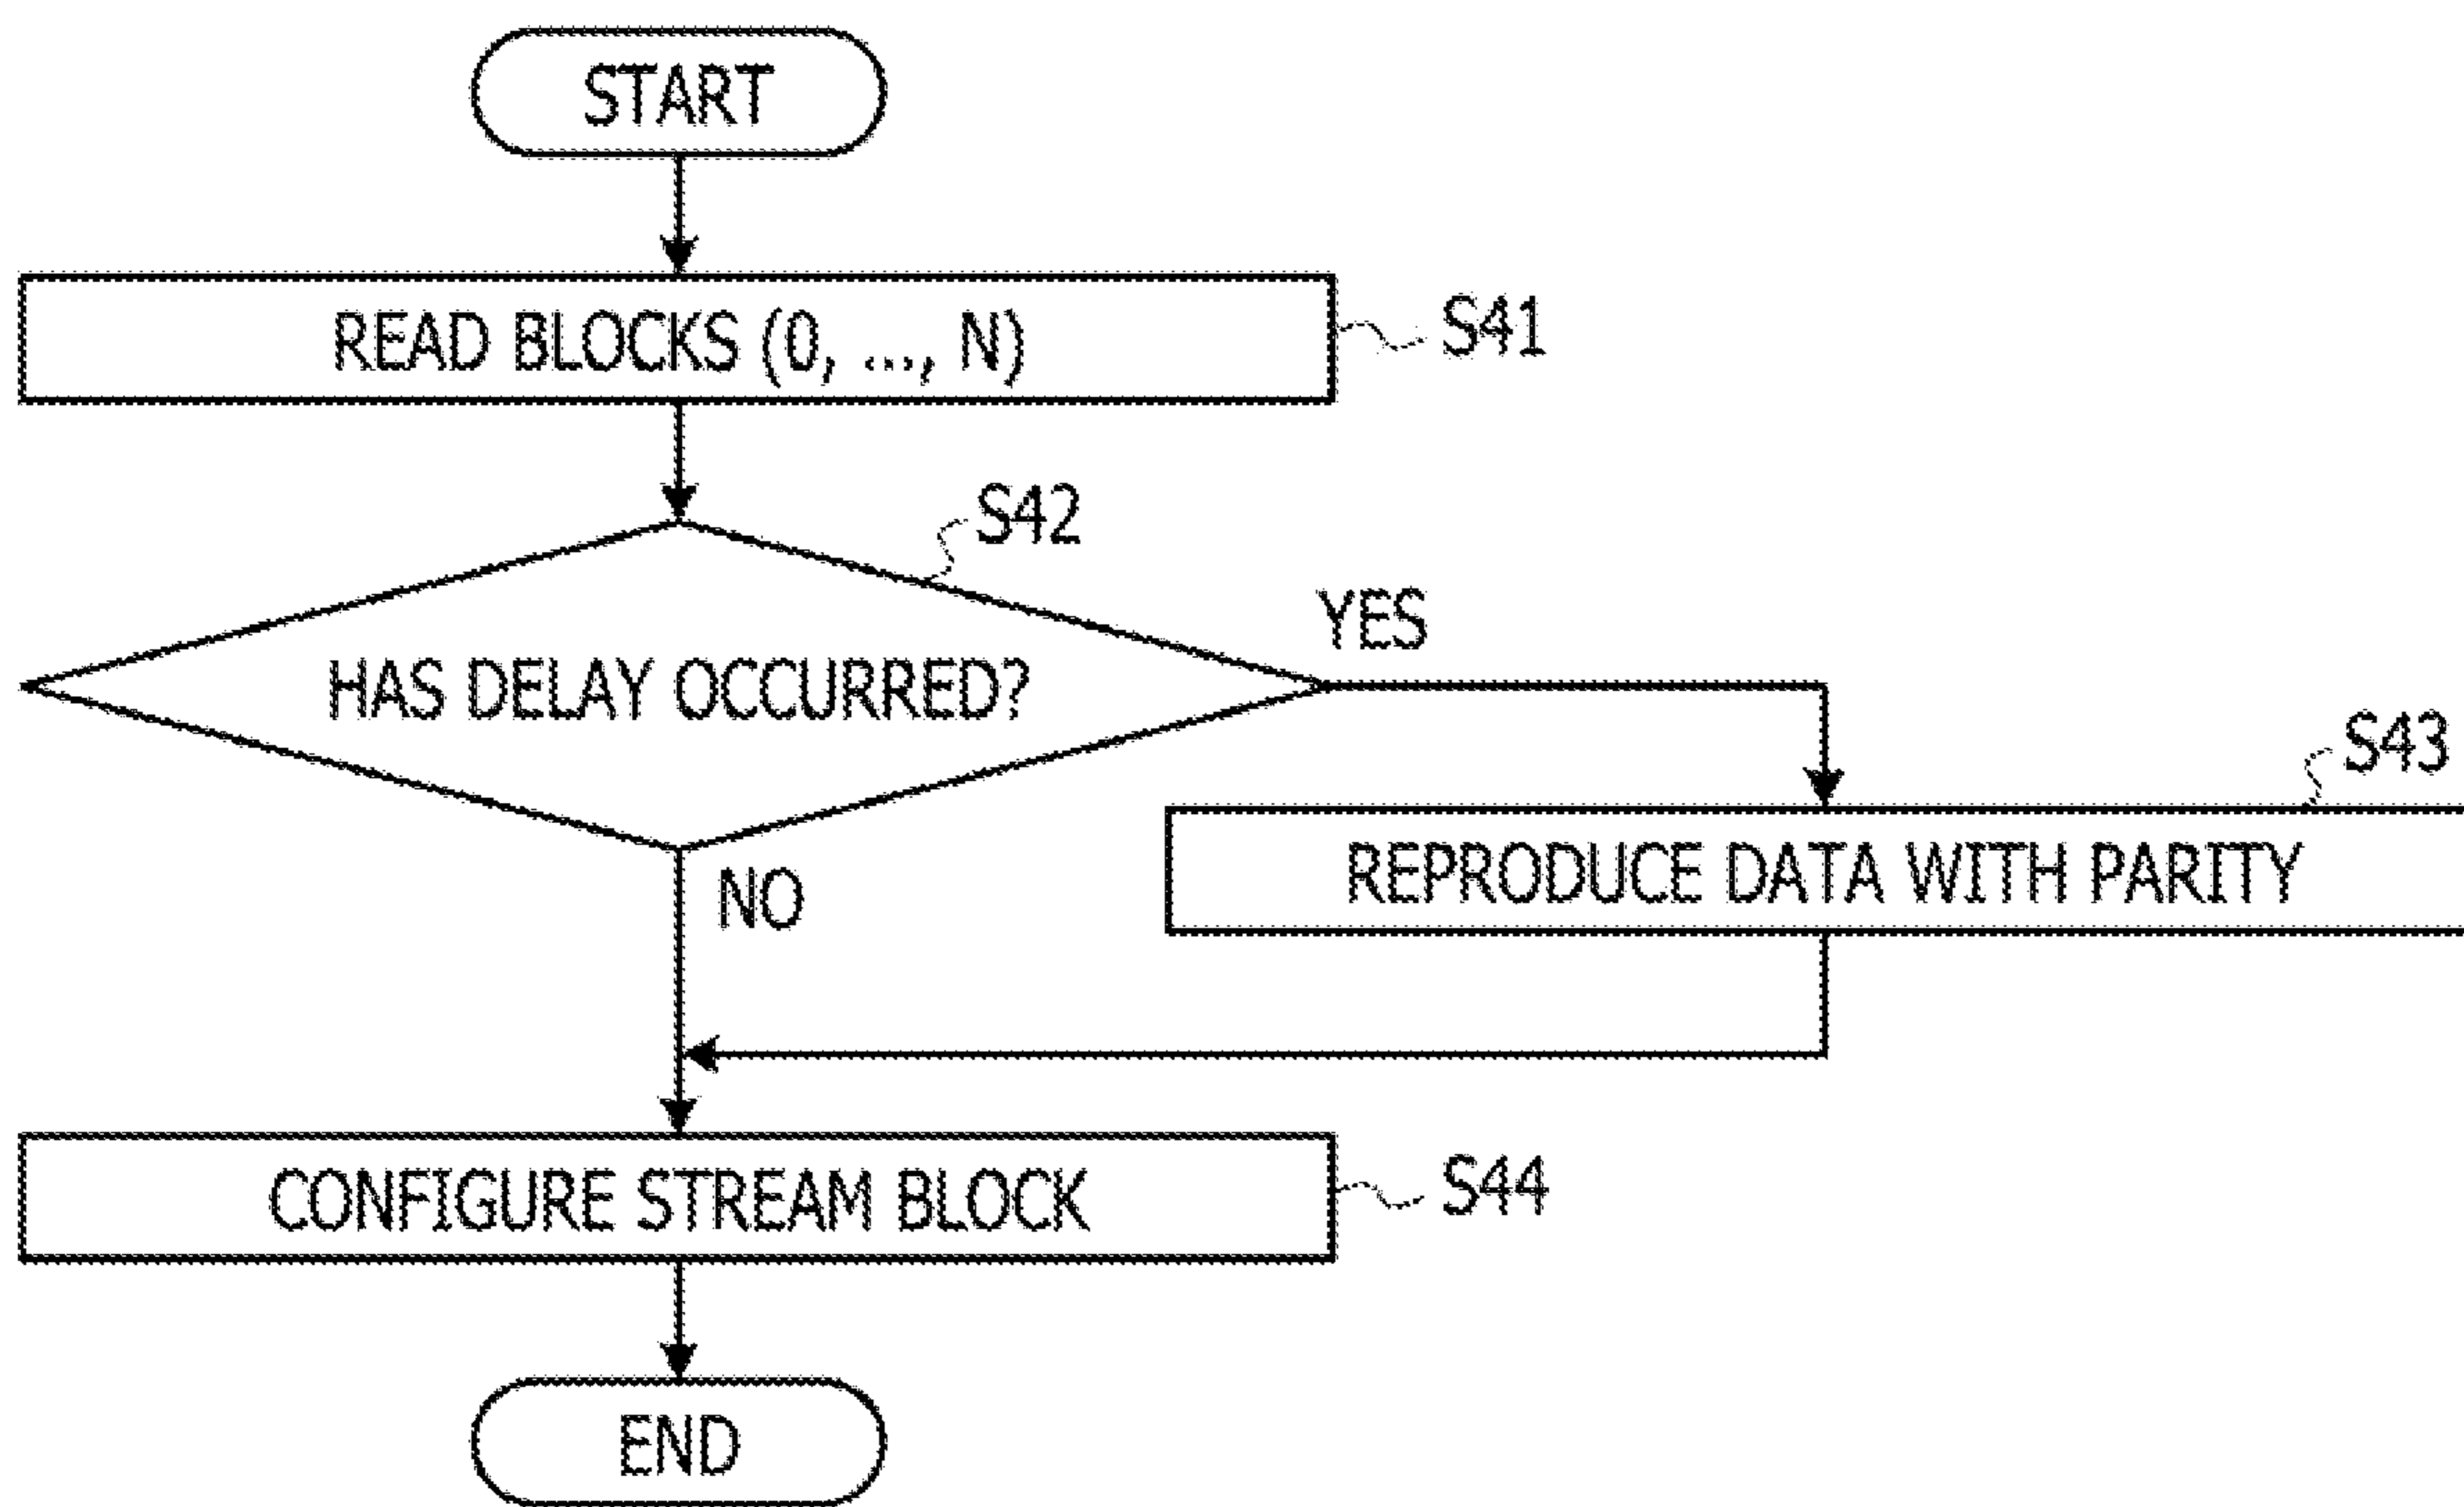 START
READ BLOCKS (0, ..., N)
S41
S42
HAS DELAY OCCURRED?
YES
S43
REPRODUCE DATA WITH PARITY
NO
CONFIGURE STREAM BLOCK
S44
END